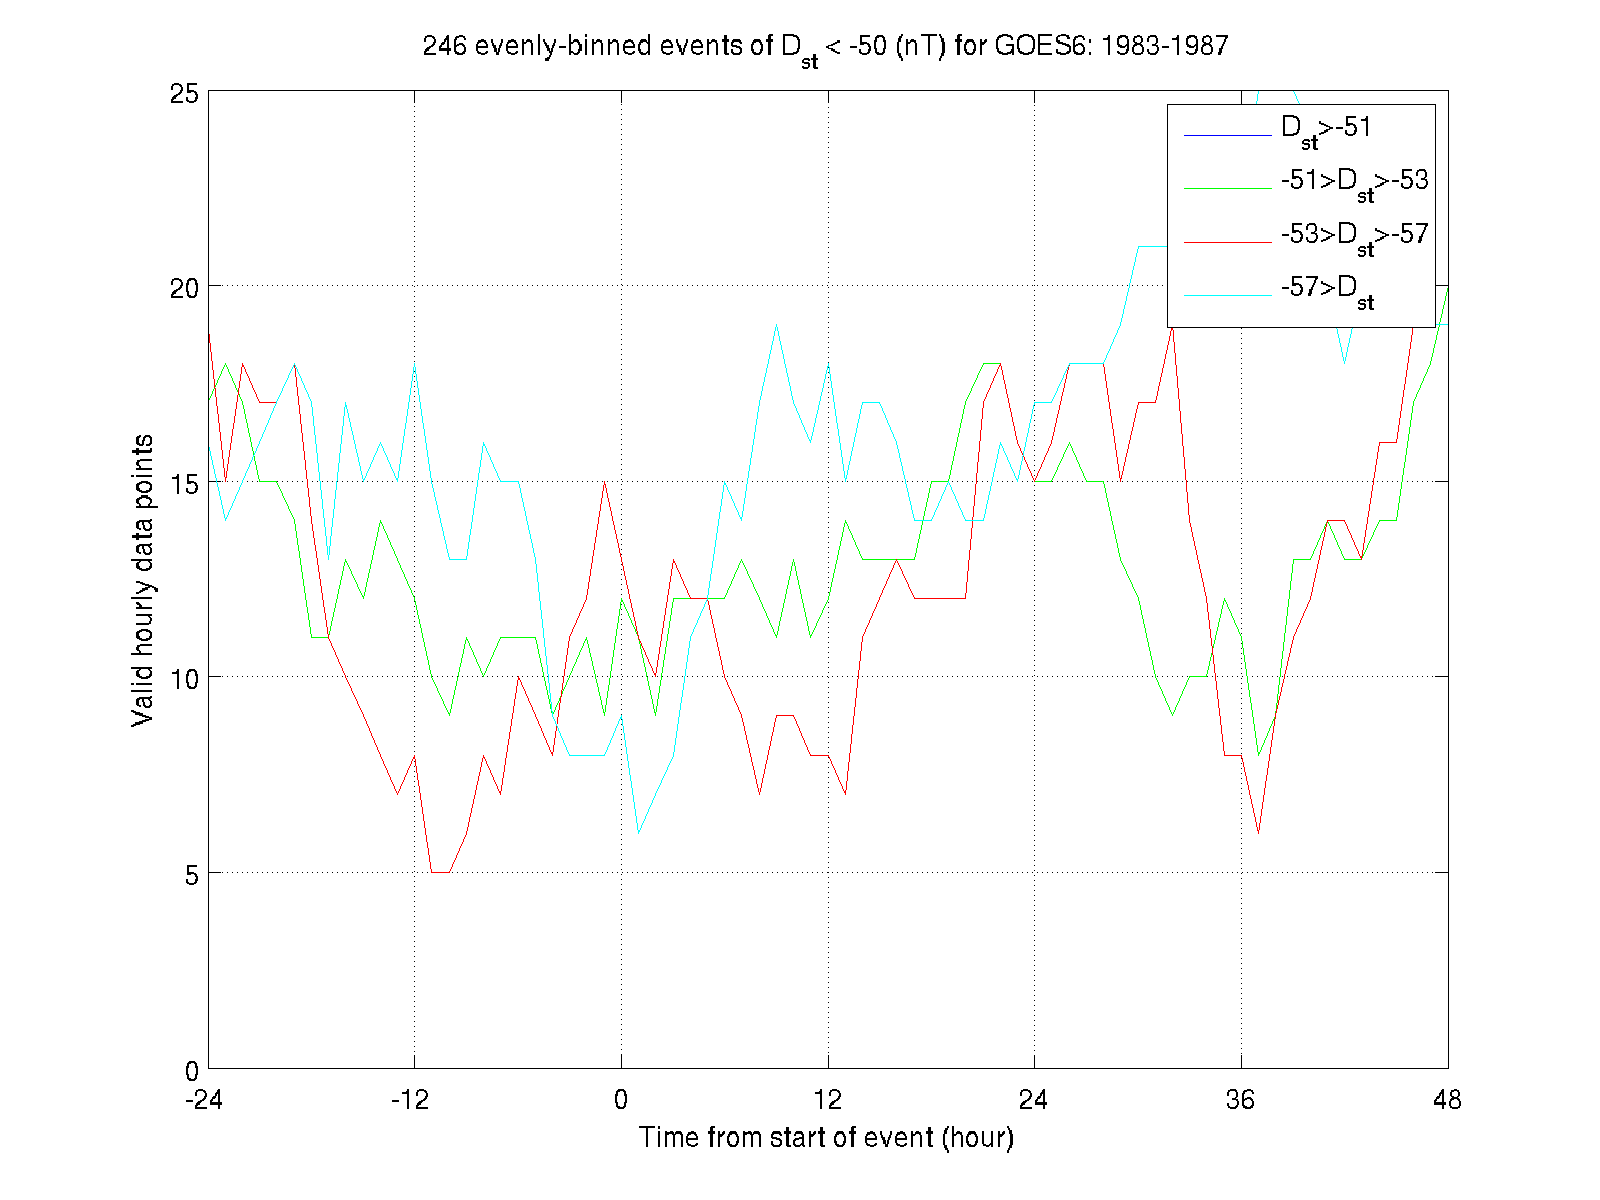 246 evenly-binned events of Dst < -50 (nT) for GOES6: 1983-1987
25
20
15
10
5
0
Valid hourly data points
Dst>-51
-51>Dst>-53
-53>Dst>-57
-57>Dst
-24
-12
0
12
24
36
48
Time from start of event (hour)